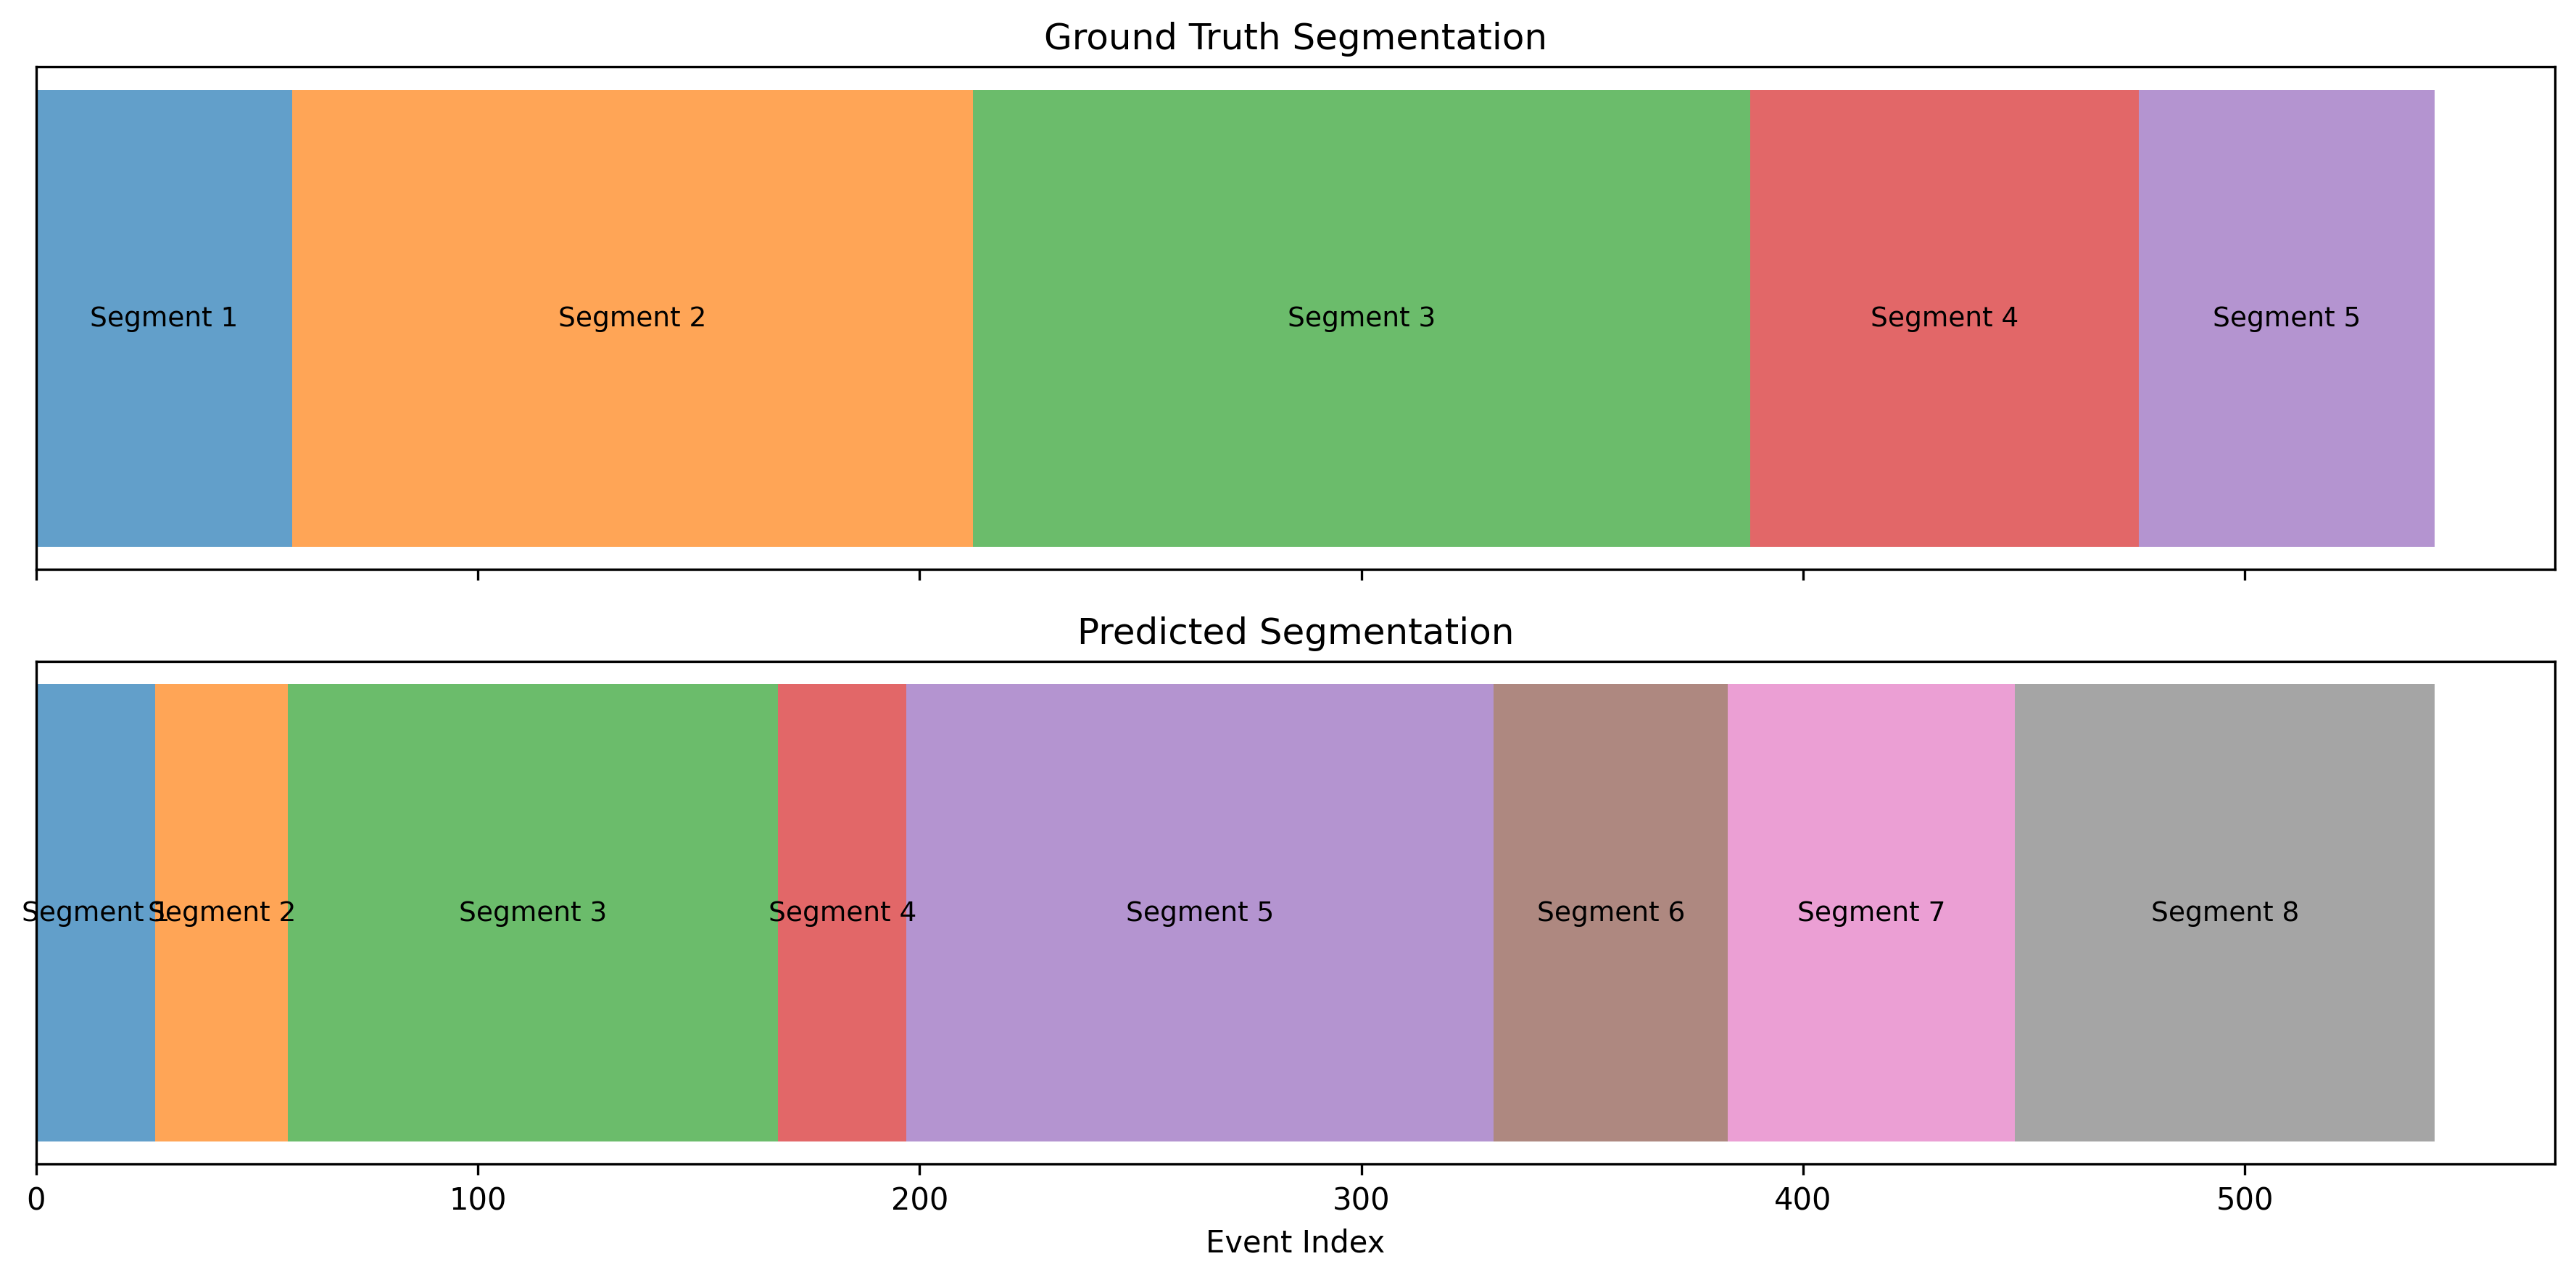 Ground Truth Segmentation
Segment 1 Segment 2 Segment 3 Segment 4 Segment 5
Predicted Segmentation
Segment 1 Segment 2 Segment 3 Segment 4 Segment 5 Segment 6 Segment 7 Segment 8
0 100 200 300 400 500
Event Index